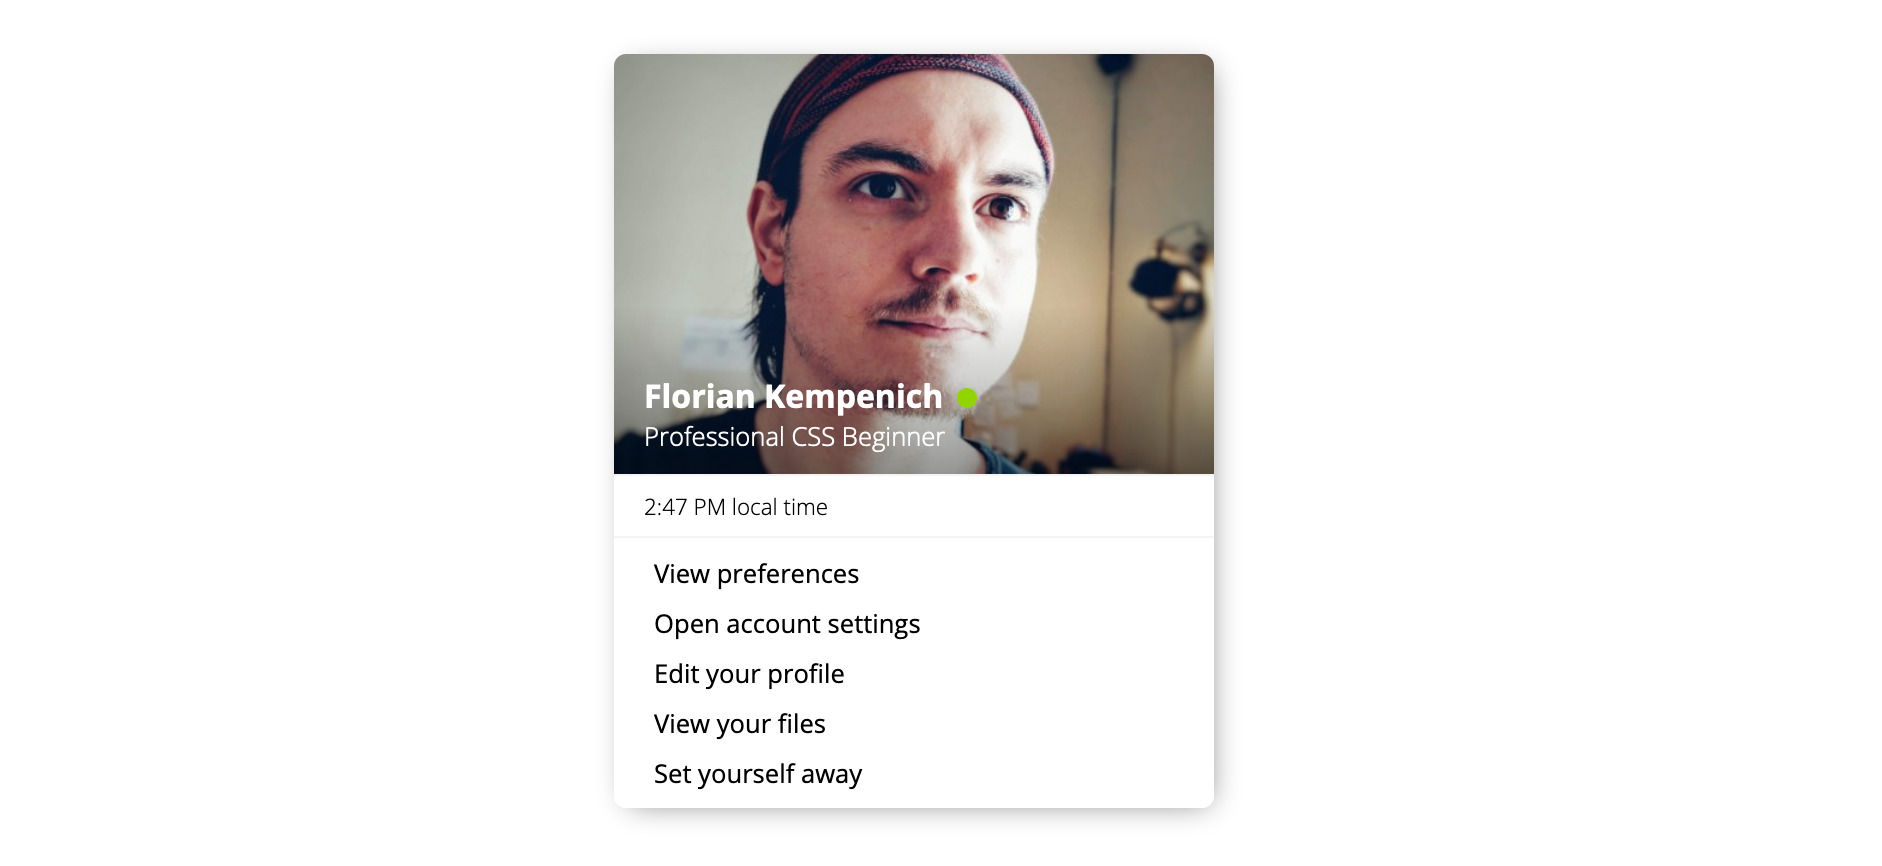 Florian Kempenich
Professional CSS Beginner
2:47 PM local time
View preferences
Open account settings
Edit your profile
View your files
Set yourself away